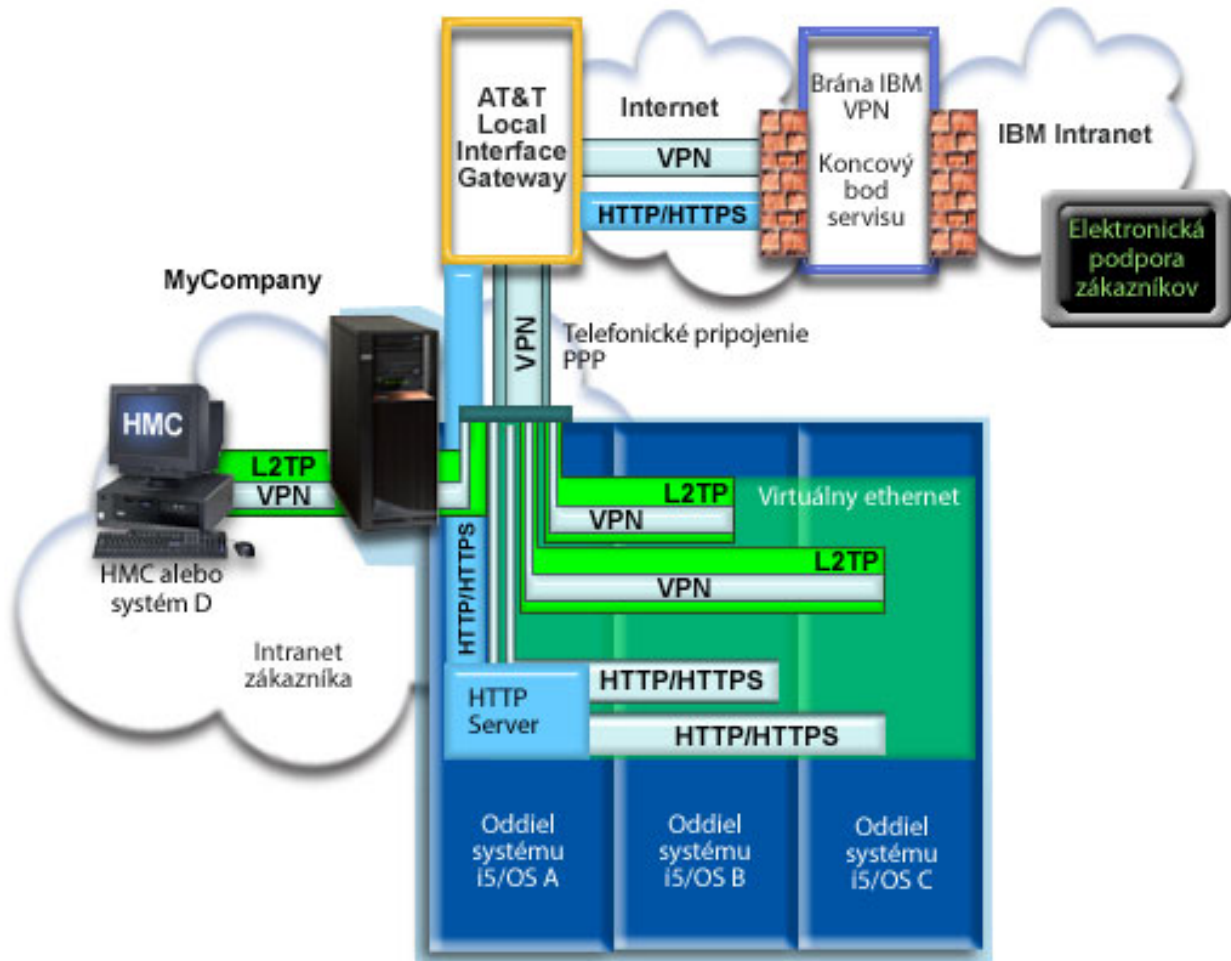 AT&T
Local
Interface
Gateway
Internet
VPN
HTTP/HTTPS
Brána IBM
VPN
Koncový
bod
servisu
IBM Intranet
Elektronická
podpora
zákazníkov
MyCompany
VPN
Telefonické pripojenie
PPP
HMC
L2TP
VPN
HMC alebo
systém D
Intranet
zákazníka
HTTP/HTTPS
L2TP
VPN
Virtuálny ethernet
L2TP
VPN
HTTP
Server
HTTP/HTTPS
HTTP/HTTPS
Oddiel
systému
i5/OS A
Oddiel
systému
i5/OS B
Oddiel
systému
i5/OS C